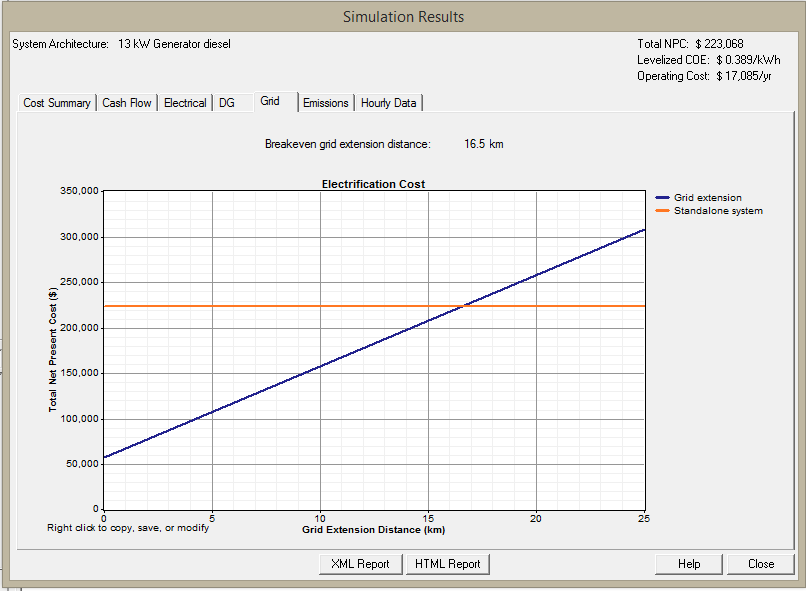 Simulation Results
System Architecture: 13 kW Generator diesel
Total NPC: $ 223,068
Levelized COE: $ 0.389/kWh
Operating Cost: $ 17,085/yr
Cost Summary Cash Flow Electrical DG Grid Emissions Hourly Data
Breakeven grid extension distance: 16.5 km
Electrification Cost
350,000
300,000
250,000
200,000
150,000
100,000
50,000
0
Total Net Present Cost ($)
0 5 10 15 20 25
Grid Extension Distance (km)
Grid extension
Standalone system
Right click to copy, save, or modify
XML Report HTML Report Help Close